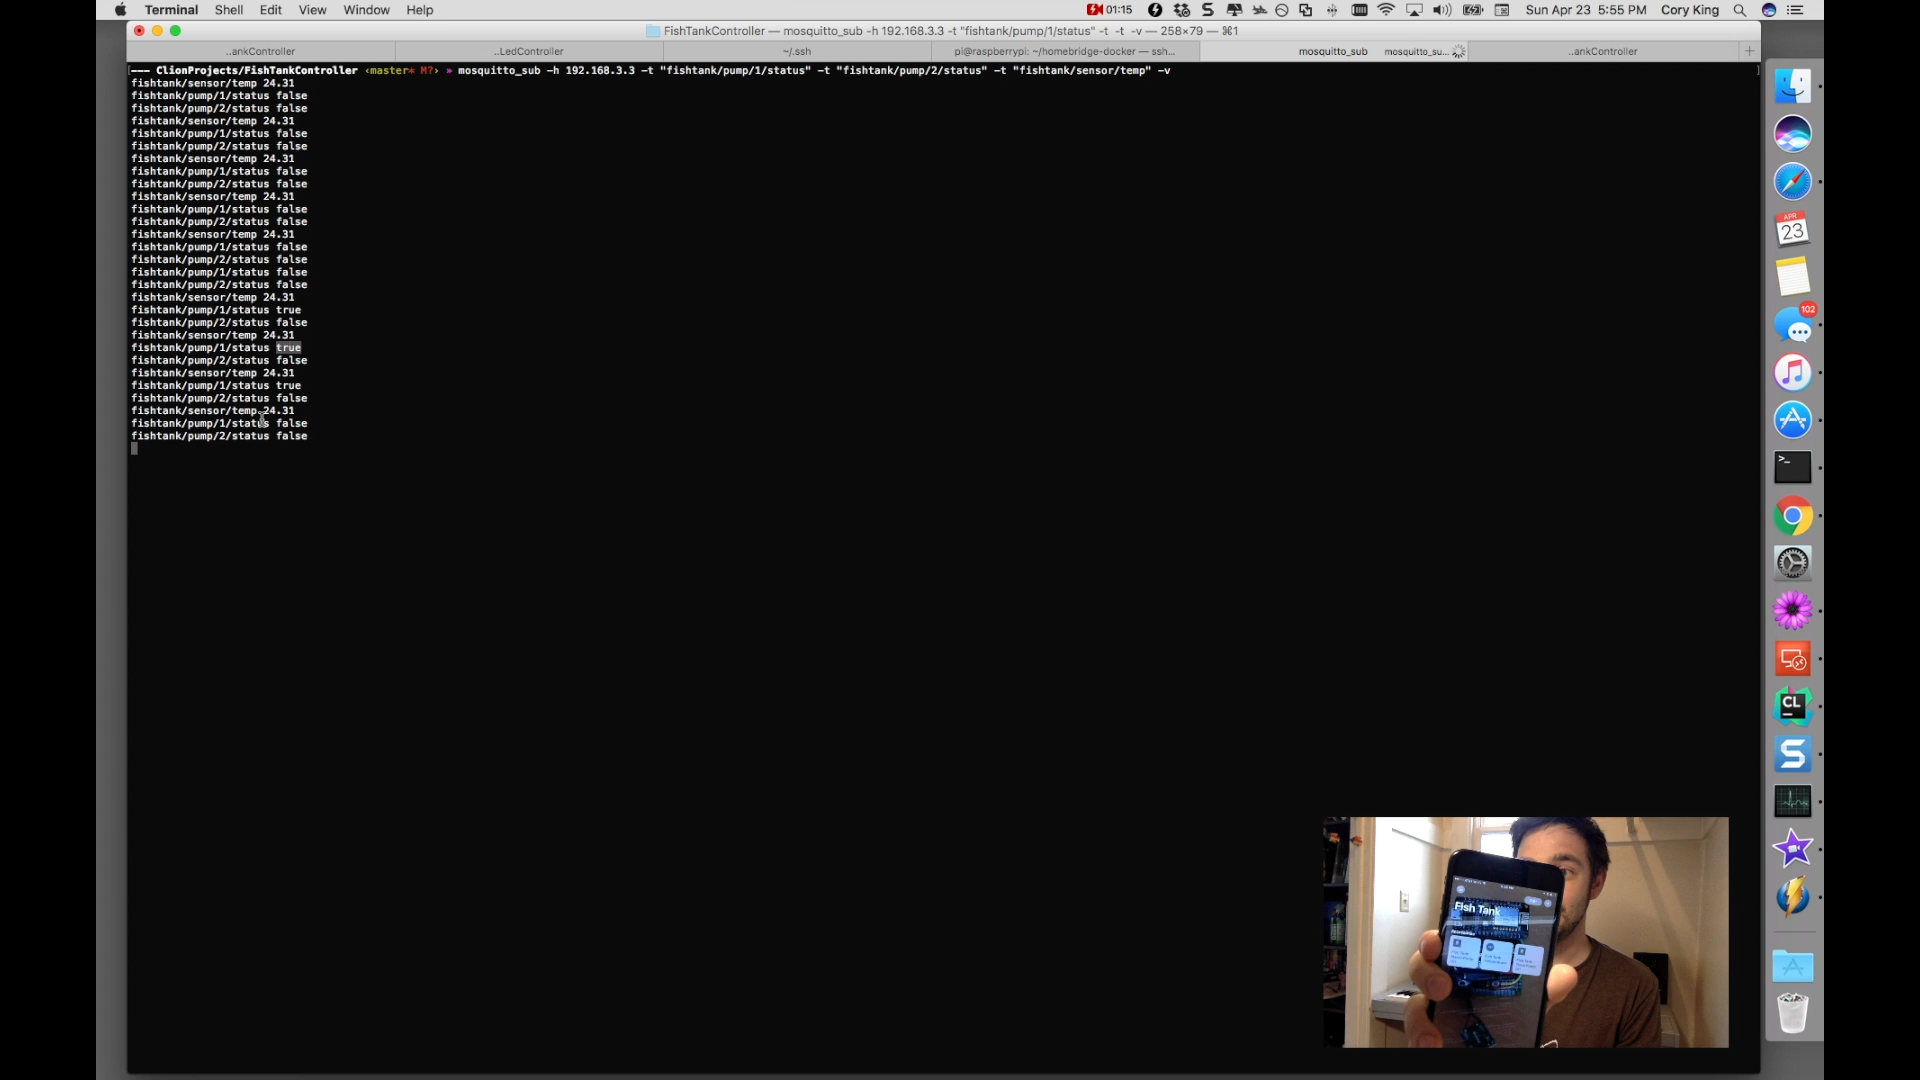 Terminal Shell Edit View Window Help 01:15 Sun Apr 23 5:55 PM Cory King
FishTankController — mosquitto_sub -h 192.168.3.3 -t "fishtank/pump/1/status" -t -t -v — 258×79 — ⌘1
..ankController ..LedController ~/.ssh pi@raspberrypi: ~/homebridge-docker — ssh... mosquitto_sub mosquitto_su... ..ankController
[——— ClionProjects/FishTankController ‹master* M?› » mosquitto_sub -h 192.168.3.3 -t "fishtank/pump/1/status" -t "fishtank/pump/2/status" -t "fishtank/sensor/temp" -v ]
fishtank/sensor/temp 24.31
fishtank/pump/1/status false
fishtank/pump/2/status false
fishtank/sensor/temp 24.31
fishtank/pump/1/status false
fishtank/pump/2/status false
fishtank/sensor/temp 24.31
fishtank/pump/1/status false
fishtank/pump/2/status false
fishtank/sensor/temp 24.31
fishtank/pump/1/status false
fishtank/pump/2/status false
fishtank/sensor/temp 24.31
fishtank/pump/1/status false
fishtank/pump/2/status false
fishtank/pump/1/status false
fishtank/pump/2/status false
fishtank/sensor/temp 24.31
fishtank/pump/1/status true
fishtank/pump/2/status false
fishtank/sensor/temp 24.31
fishtank/pump/1/status true
fishtank/pump/2/status false
fishtank/sensor/temp 24.31
fishtank/pump/1/status true
fishtank/pump/2/status false
fishtank/sensor/temp 24.31
fishtank/pump/1/status false
fishtank/pump/2/status false
APR
23
102
>_
CL
S
Fish Tank